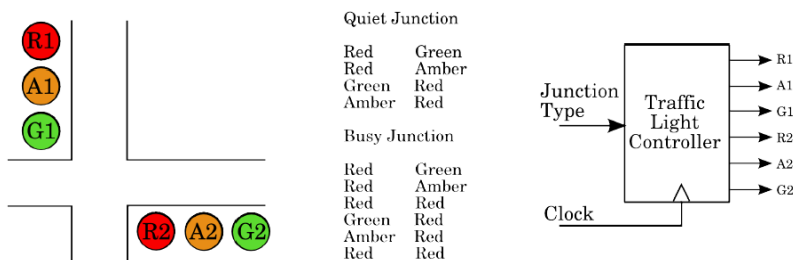 R1
A1
G1
R2 A2 G2
Quiet Junction
Red Green
Red Amber
Green Red
Amber Red
Busy Junction
Red Green
Red Amber
Red Red
Green Red
Amber Red
Red Red
Junction
Type
Clock
Traffic
Light
Controller
R1
A1
G1
R2
A2
G2